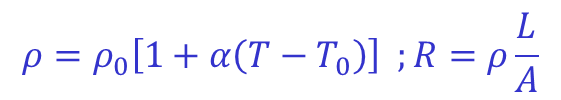 ρ = ρ₀[1 + α(T − T₀)] ; R = ρ L/A